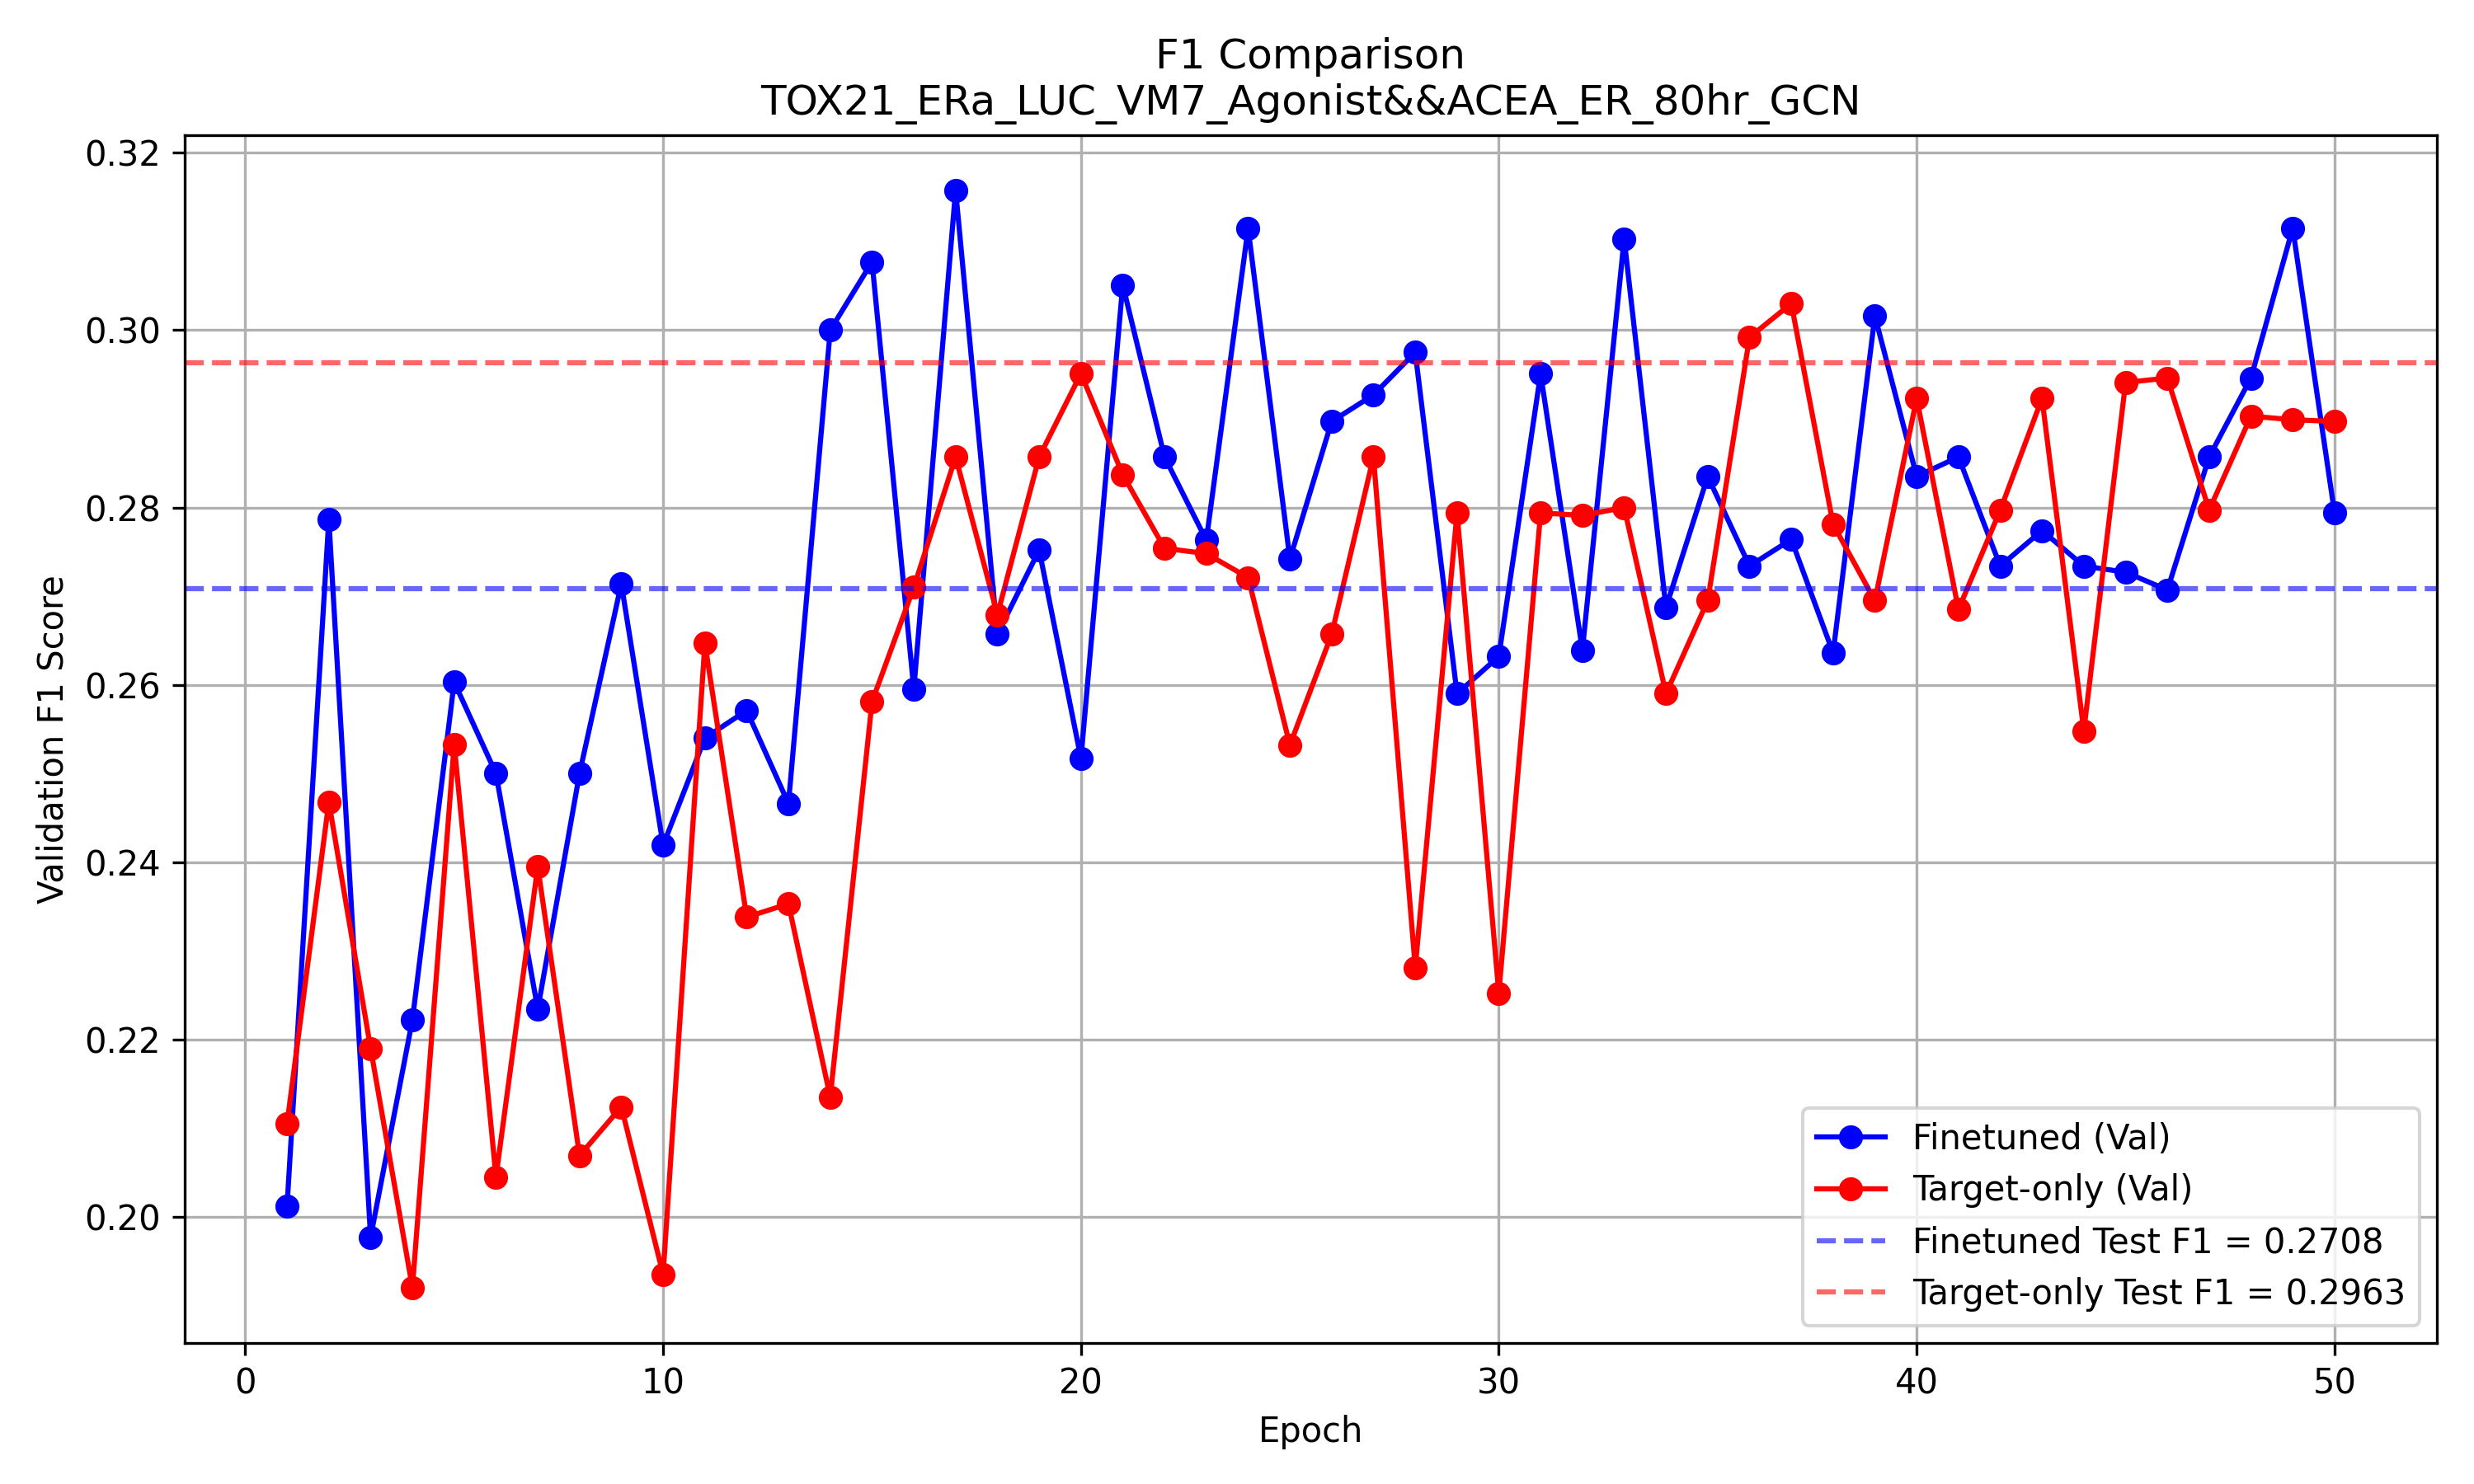 F1 Comparison
TOX21_ERa_LUC_VM7_Agonist&&ACEA_ER_80hr_GCN
Validation F1 Score
0.32
0.30
0.28
0.26
0.24
0.22
0.20
0
10
20
30
40
50
Epoch
Finetuned (Val)
Target-only (Val)
Finetuned Test F1 = 0.2708
Target-only Test F1 = 0.2963